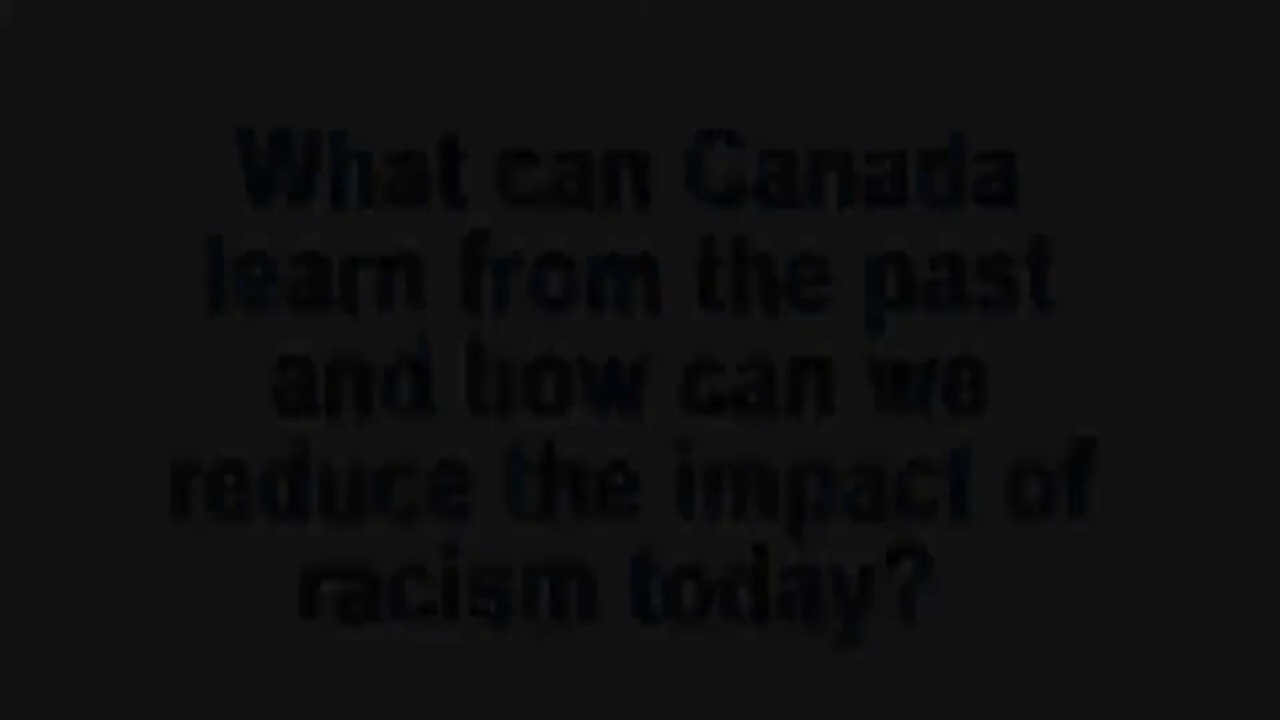 What can Canada
learn from the past
and how can we
reduce the impact of
racism today?